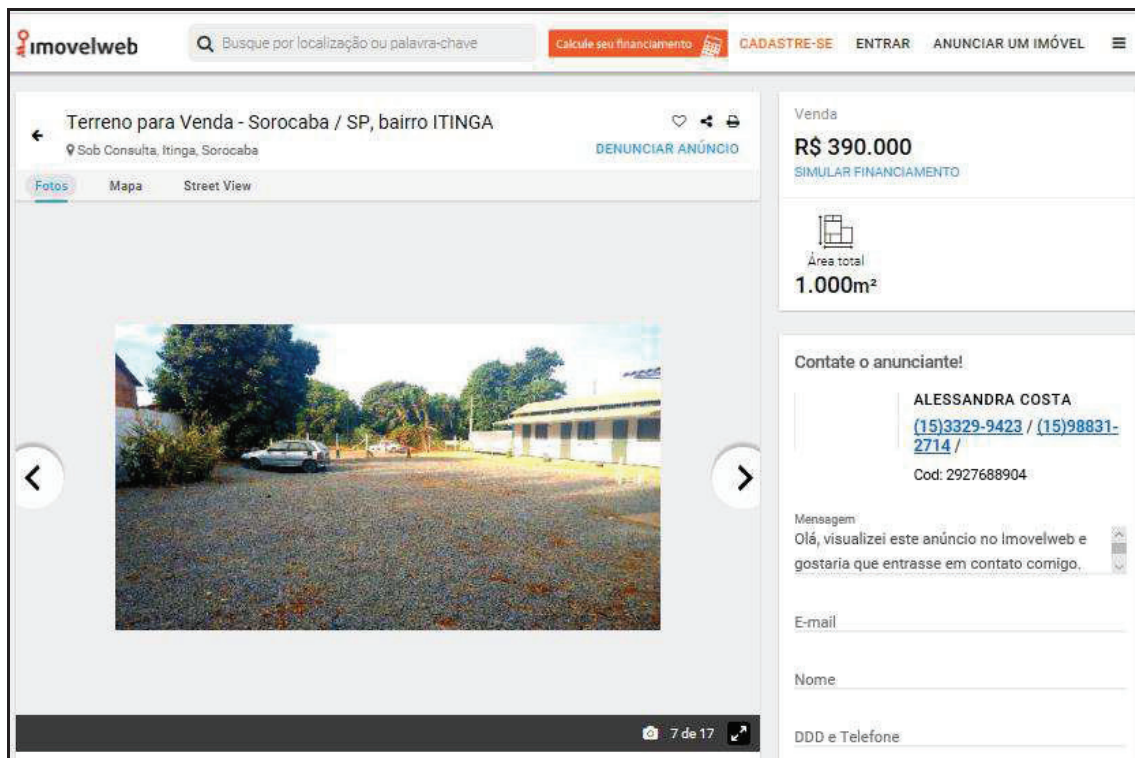 imovelweb
Busque por localização ou palavra-chave
Calcule seu financiamento
CADASTRE-SE
ENTRAR
ANUNCIAR UM IMÓVEL
Terreno para Venda - Sorocaba / SP, bairro ITINGA
Sob Consulta, Itinga, Sorocaba
DENUNCIAR ANÚNCIO
Fotos
Mapa
Street View
7 de 17
Venda
R$ 390.000
SIMULAR FINANCIAMENTO
Área total
1.000m²
Contate o anunciante!
ALESSANDRA COSTA
(15)3329-9423 / (15)98831-
2714 /
Cod: 2927688904
Mensagem
Olá, visualizei este anúncio no Imovelweb e
gostaria que entrasse em contato comigo.
E-mail
Nome
DDD e Telefone